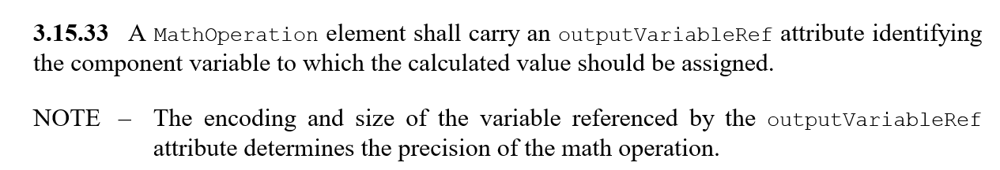 3.15.33 A MathOperation element shall carry an outputVariableRef attribute identifying
the component variable to which the calculated value should be assigned.
NOTE – The encoding and size of the variable referenced by the outputVariableRef
attribute determines the precision of the math operation.